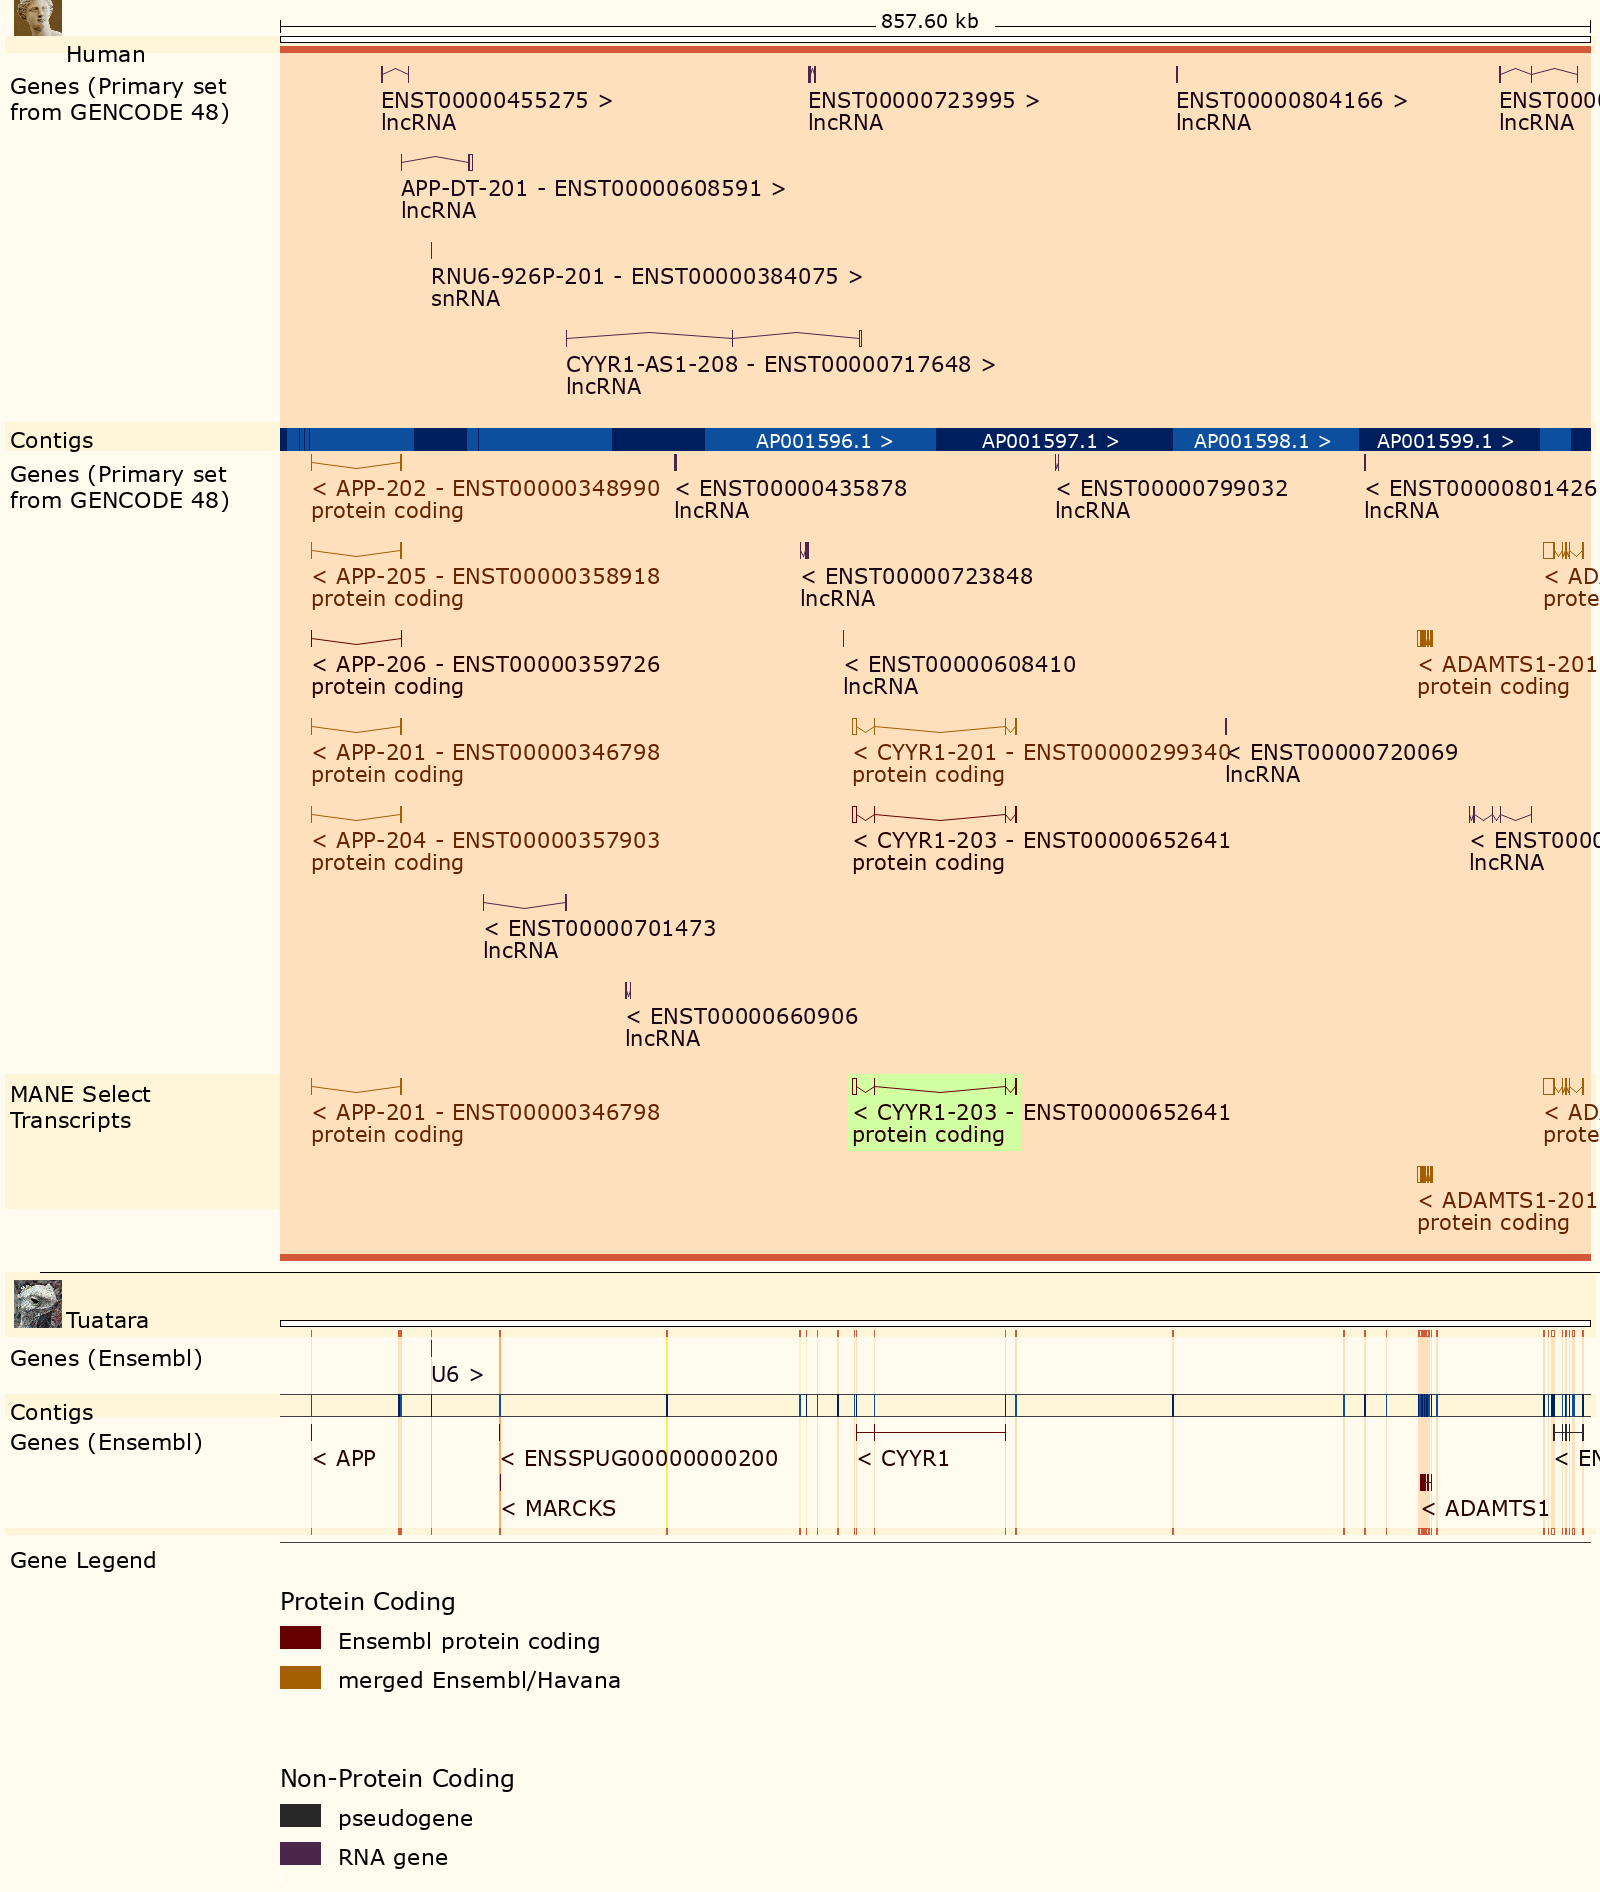 857.60 kb
Human
Genes (Primary set
from GENCODE 48)
ENST00000455275 >
lncRNA
ENST00000723995 >
lncRNA
ENST00000804166 >
lncRNA
ENST000
lncRNA
APP-DT-201 - ENST00000608591 >
lncRNA
RNU6-926P-201 - ENST00000384075 >
snRNA
CYYR1-AS1-208 - ENST00000717648 >
lncRNA
Contigs
AP001596.1 >
AP001597.1 >
AP001598.1 >
AP001599.1 >
Genes (Primary set
from GENCODE 48)
< APP-202 - ENST00000348990
protein coding
< ENST00000435878
lncRNA
< ENST00000799032
lncRNA
< ENST00000801426
lncRNA
< APP-205 - ENST00000358918
protein coding
< ENST00000723848
lncRNA
< AD
prote
< APP-206 - ENST00000359726
protein coding
< ENST00000608410
lncRNA
< ADAMTS1-201
protein coding
< APP-201 - ENST00000346798
protein coding
< CYYR1-201 - ENST00000299340
protein coding
< ENST00000720069
lncRNA
< APP-204 - ENST00000357903
protein coding
< CYYR1-203 - ENST00000652641
protein coding
< ENST000
lncRNA
< ENST00000701473
lncRNA
< ENST00000660906
lncRNA
MANE Select
Transcripts
< APP-201 - ENST00000346798
protein coding
< CYYR1-203 - ENST00000652641
protein coding
< AD
prote
< ADAMTS1-201
protein coding
Tuatara
Genes (Ensembl)
U6 >
Contigs
Genes (Ensembl)
< APP
< ENSSPUG00000000200
< CYYR1
< EN
< MARCKS
< ADAMTS1
Gene Legend
Protein Coding
Ensembl protein coding
merged Ensembl/Havana
Non-Protein Coding
pseudogene
RNA gene